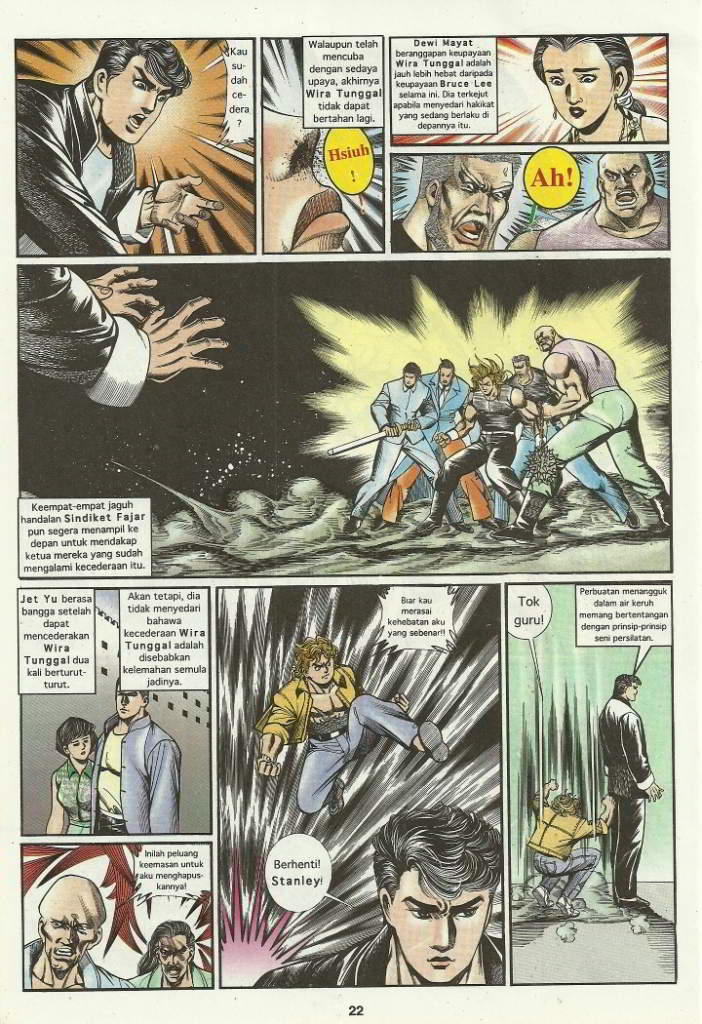 Kau
su-
dah
ce-
dera
?
Walaupun telah
mencuba
dengan sedaya
upaya, akhirnya
Wira Tunggal
tidak dapat
bertahan lagi.
Hsiuh
!
Dewi Mayat
beranggapan keupayaan
Wira Tunggal adalah
jauh lebih hebat daripada
keupayaan Bruce Lee
selama ini. Dia terkejut
apabila menyedari hakikat
yang sedang berlaku di
depannya itu.
Ah!
Keempat-empat jaguh
handalan Sindiket Fajar
pun segera menampil ke
depan untuk mendakap
ketua mereka yang sudah
mengalami kecederaan itu.
Jet Yu berasa
bangga setelah
dapat
mencederakan
Wira
Tunggal dua
kali berturut-
turut.
Akan tetapi, dia
tidak menyedari
bahawa
kecederaan Wira
Tunggal adalah
disebabkan
kelemahan semula
jadinya.
Inilah peluang
keemasan untuk
aku menghapus-
kannya!
Biar kau
merasai
kehebatan aku
yang sebenar!!
Berhenti!
Stanley!
Tok
guru!
Perbuatan menangguk
dalam air keruh
memang bertentangan
dengan prinsip-prinsip
seni persilatan.
22